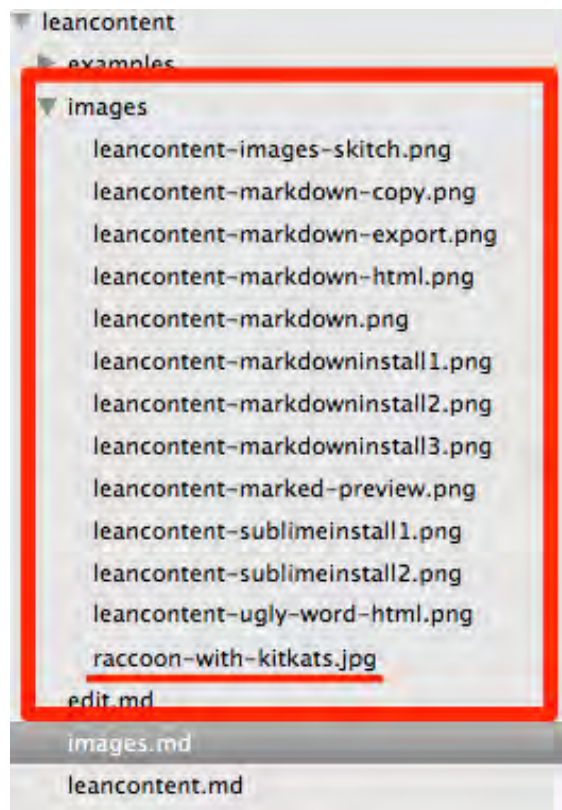 leancontent
examples
images
leancontent-images-skitch.png
leancontent-markdown-copy.png
leancontent-markdown-export.png
leancontent-markdown-html.png
leancontent-markdown.png
leancontent-markdowninstall1.png
leancontent-markdowninstall2.png
leancontent-markdowninstall3.png
leancontent-marked-preview.png
leancontent-sublimeinstall1.png
leancontent-sublimeinstall2.png
leancontent-ugly-word-html.png
raccoon-with-kitkats.jpg
edit.md
images.md
leancontent.md